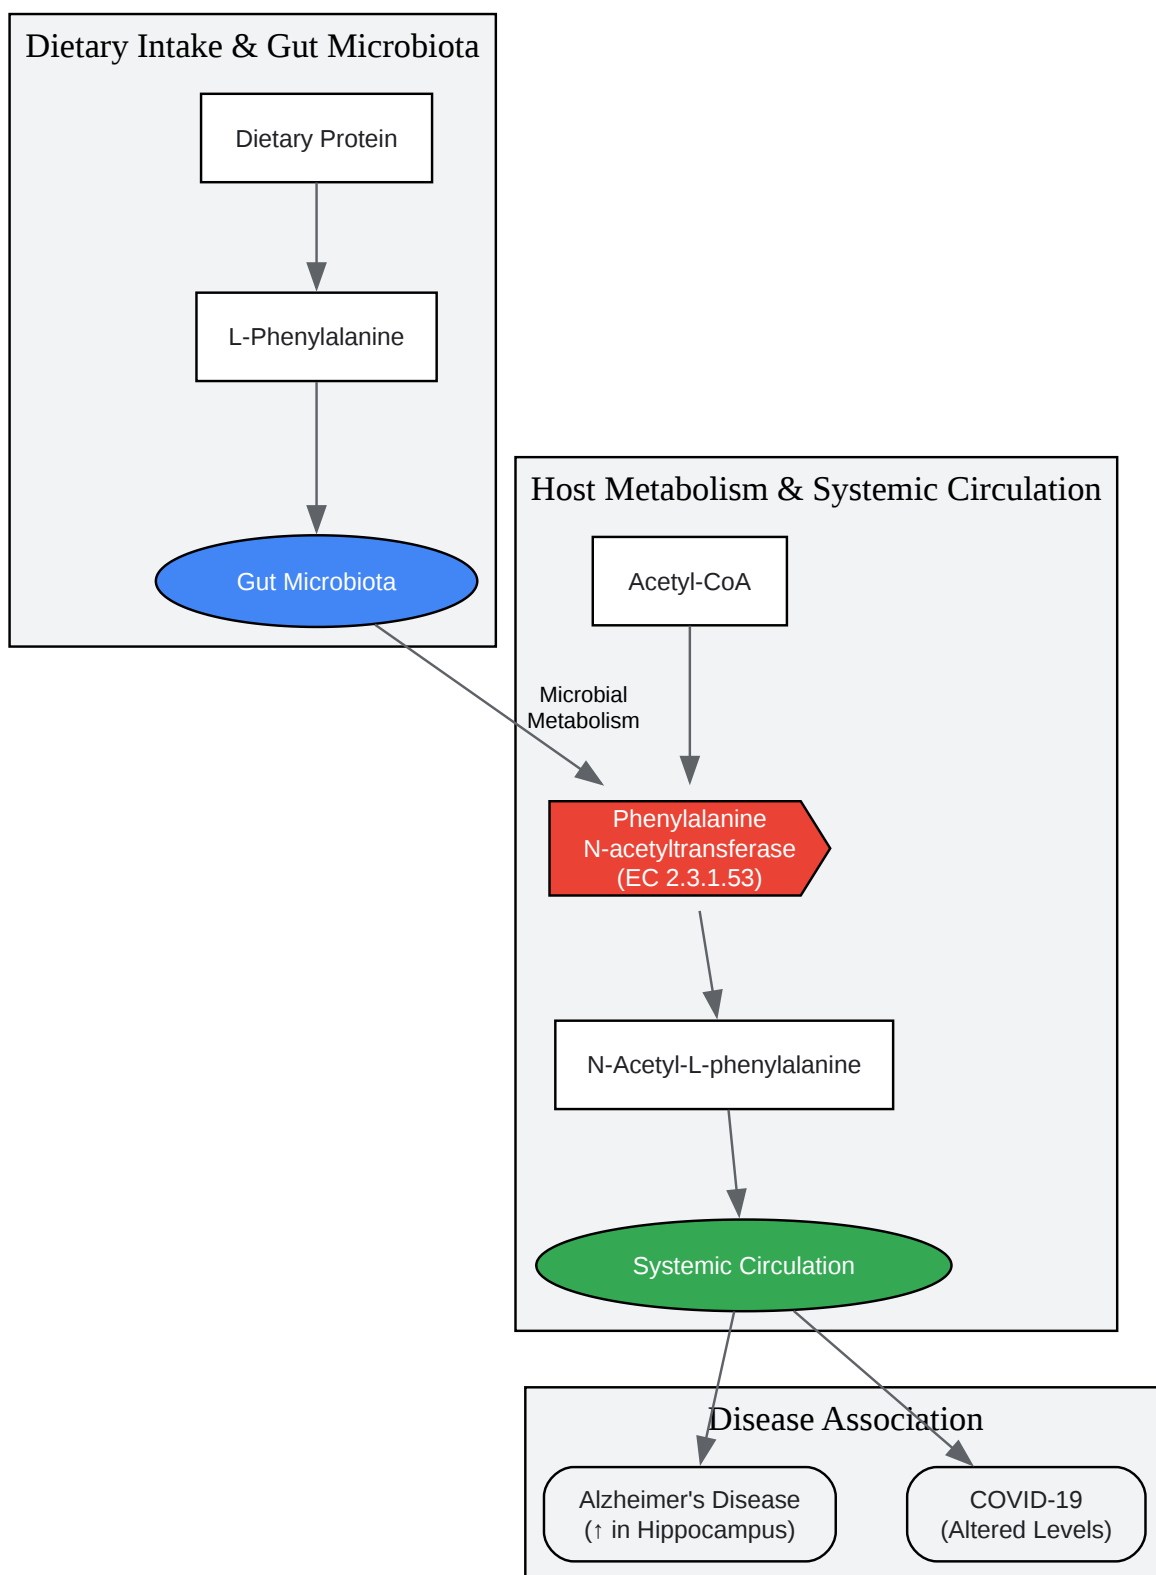 Dietary Intake & Gut Microbiota
Dietary Protein
L-Phenylalanine
Gut Microbiota
Host Metabolism & Systemic Circulation
Acetyl-CoA
Microbial
Metabolism
Phenylalanine
N-acetyltransferase
(EC 2.3.1.53)
N-Acetyl-L-phenylalanine
Systemic Circulation
Disease Association
Alzheimer's Disease
(↑ in Hippocampus)
COVID-19
(Altered Levels)